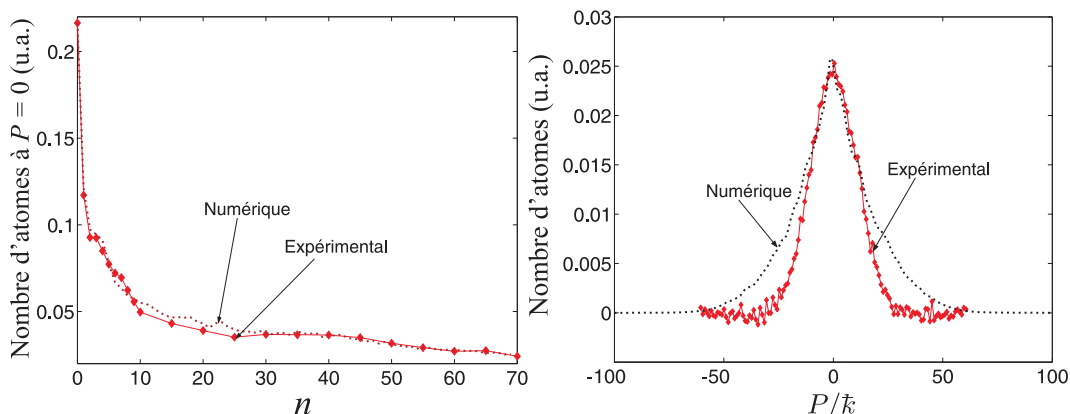 Nombre d'atomes à P = 0 (u.a.)
0.2
0.15
0.1
0.05
Numérique
Expérimental
0 10 20 30 40 50 60 70
n
Nombre d'atomes (u.a.)
0.03
0.025
0.02
0.015
0.01
0.005
0
Numérique
Expérimental
-100 -50 0 50 100
P/ħk